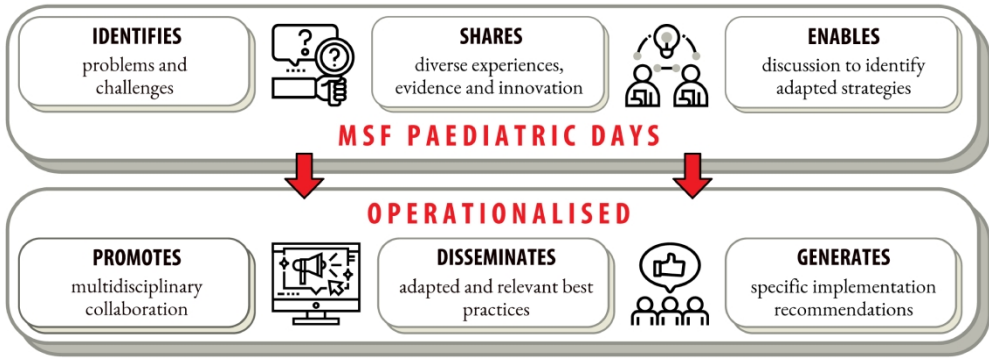 IDENTIFIES
problems and
challenges
SHARES
diverse experiences,
evidence and innovation
ENABLES
discussion to identify
adapted strategies
MSF PAEDIATRIC DAYS
OPERATIONALISED
PROMOTES
multidisciplinary
collaboration
DISSEMINATES
adapted and relevant best
practices
GENERATES
specific implementation
recommendations